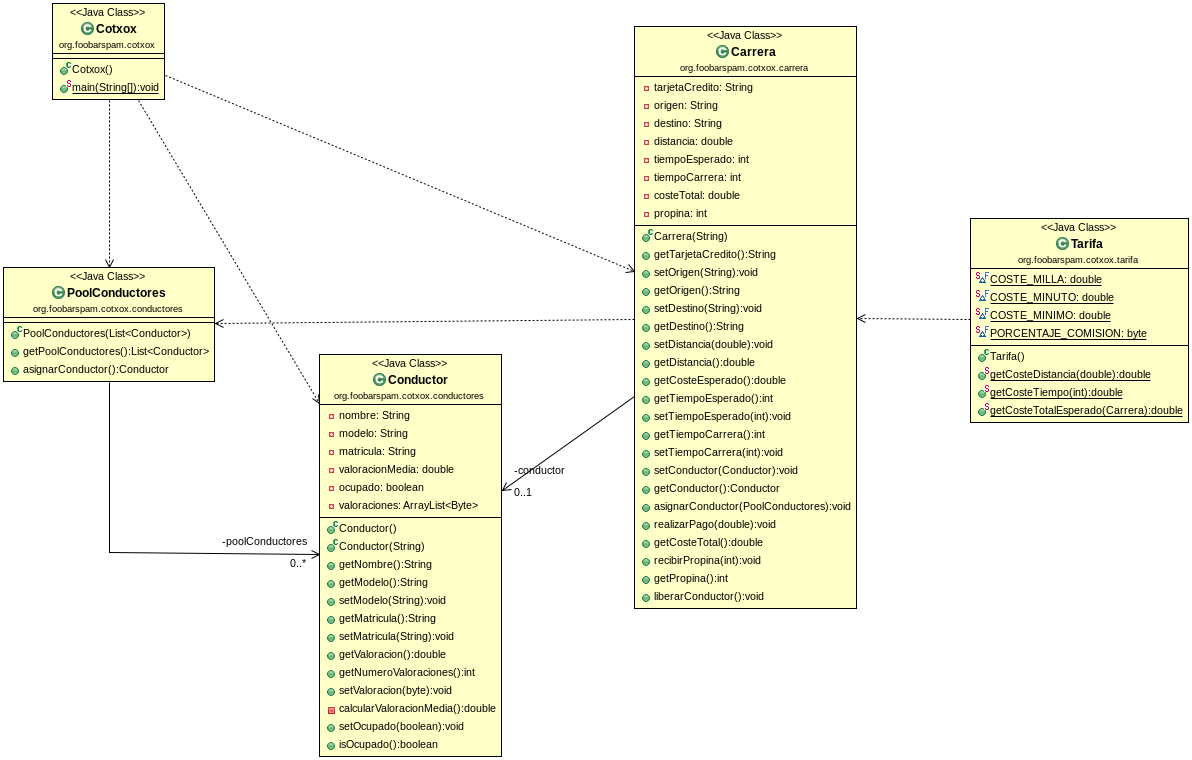 <<Java Class>>
Cotxox
org.foobarspam.cotxox
Cotxox()
main(String[]):void
<<Java Class>>
PoolConductores
org.foobarspam.cotxox.conductores
PoolConductores(List<Conductor>)
getPoolConductores():List<Conductor>
asignarConductor():Conductor
<<Java Class>>
Conductor
org.foobarspam.cotxox.conductores
nombre: String
modelo: String
matricula: String
valoracionMedia: double
ocupado: boolean
valoraciones: ArrayList<Byte>
Conductor()
Conductor(String)
getNombre():String
getModelo():String
setModelo(String):void
getMatricula():String
setMatricula(String):void
getValoracion():double
getNumeroValoraciones():int
setValoracion(byte):void
calcularValoracionMedia():double
setOcupado(boolean):void
isOcupado():boolean
-poolConductores
0..*
-conductor
0..1
<<Java Class>>
Carrera
org.foobarspam.cotxox.carrera
tarjetaCredito: String
origen: String
destino: String
distancia: double
tiempoEsperado: int
tiempoCarrera: int
costeTotal: double
propina: int
Carrera(String)
getTarjetaCredito():String
setOrigen(String):void
getOrigen():String
setDestino(String):void
getDestino():String
setDistancia(double):void
getDistancia():double
getCosteEsperado():double
getTiempoEsperado():int
setTiempoEsperado(int):void
getTiempoCarrera():int
setTiempoCarrera(int):void
setConductor(Conductor):void
getConductor():Conductor
asignarConductor(PoolConductores):void
realizarPago(double):void
getCosteTotal():double
recibirPropina(int):void
getPropina():int
liberarConductor():void
<<Java Class>>
Tarifa
org.foobarspam.cotxox.tarifa
COSTE_MILLA: double
COSTE_MINUTO: double
COSTE_MINIMO: double
PORCENTAJE_COMISION: byte
Tarifa()
getCosteDistancia(double):double
getCosteTiempo(int):double
getCosteTotalEsperado(Carrera):double